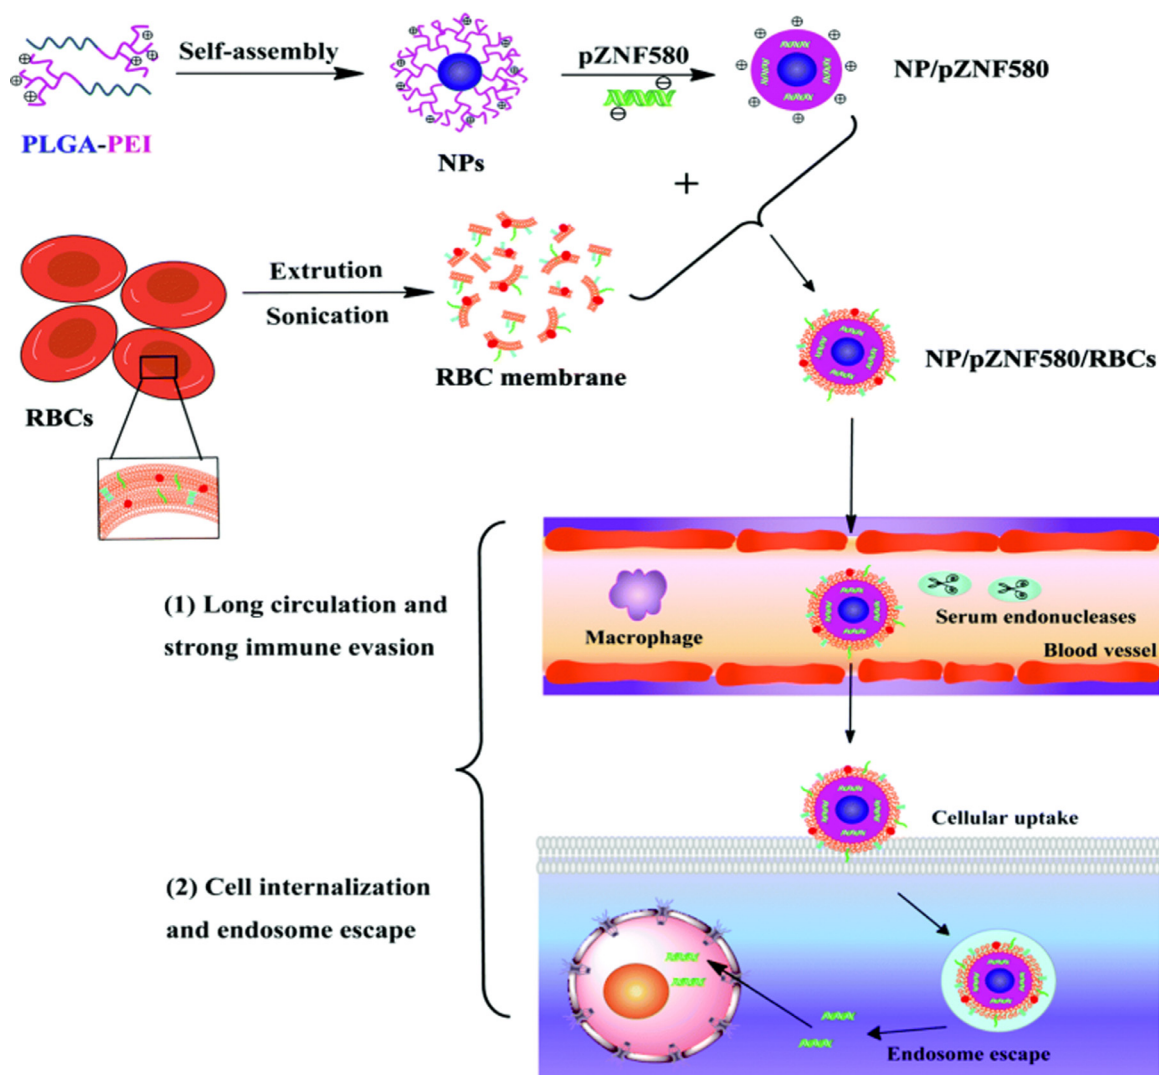 Self-assembly
pZNF580
NP/pZNF580
PLGA-PEI
NPs
+
Extrution
Sonication
RBC membrane
RBCs
NP/pZNF580/RBCs
(1) Long circulation and
strong immune evasion
Macrophage
Serum endonucleases
Blood vessel
Cellular uptake
(2) Cell internalization
and endosome escape
Endosome escape